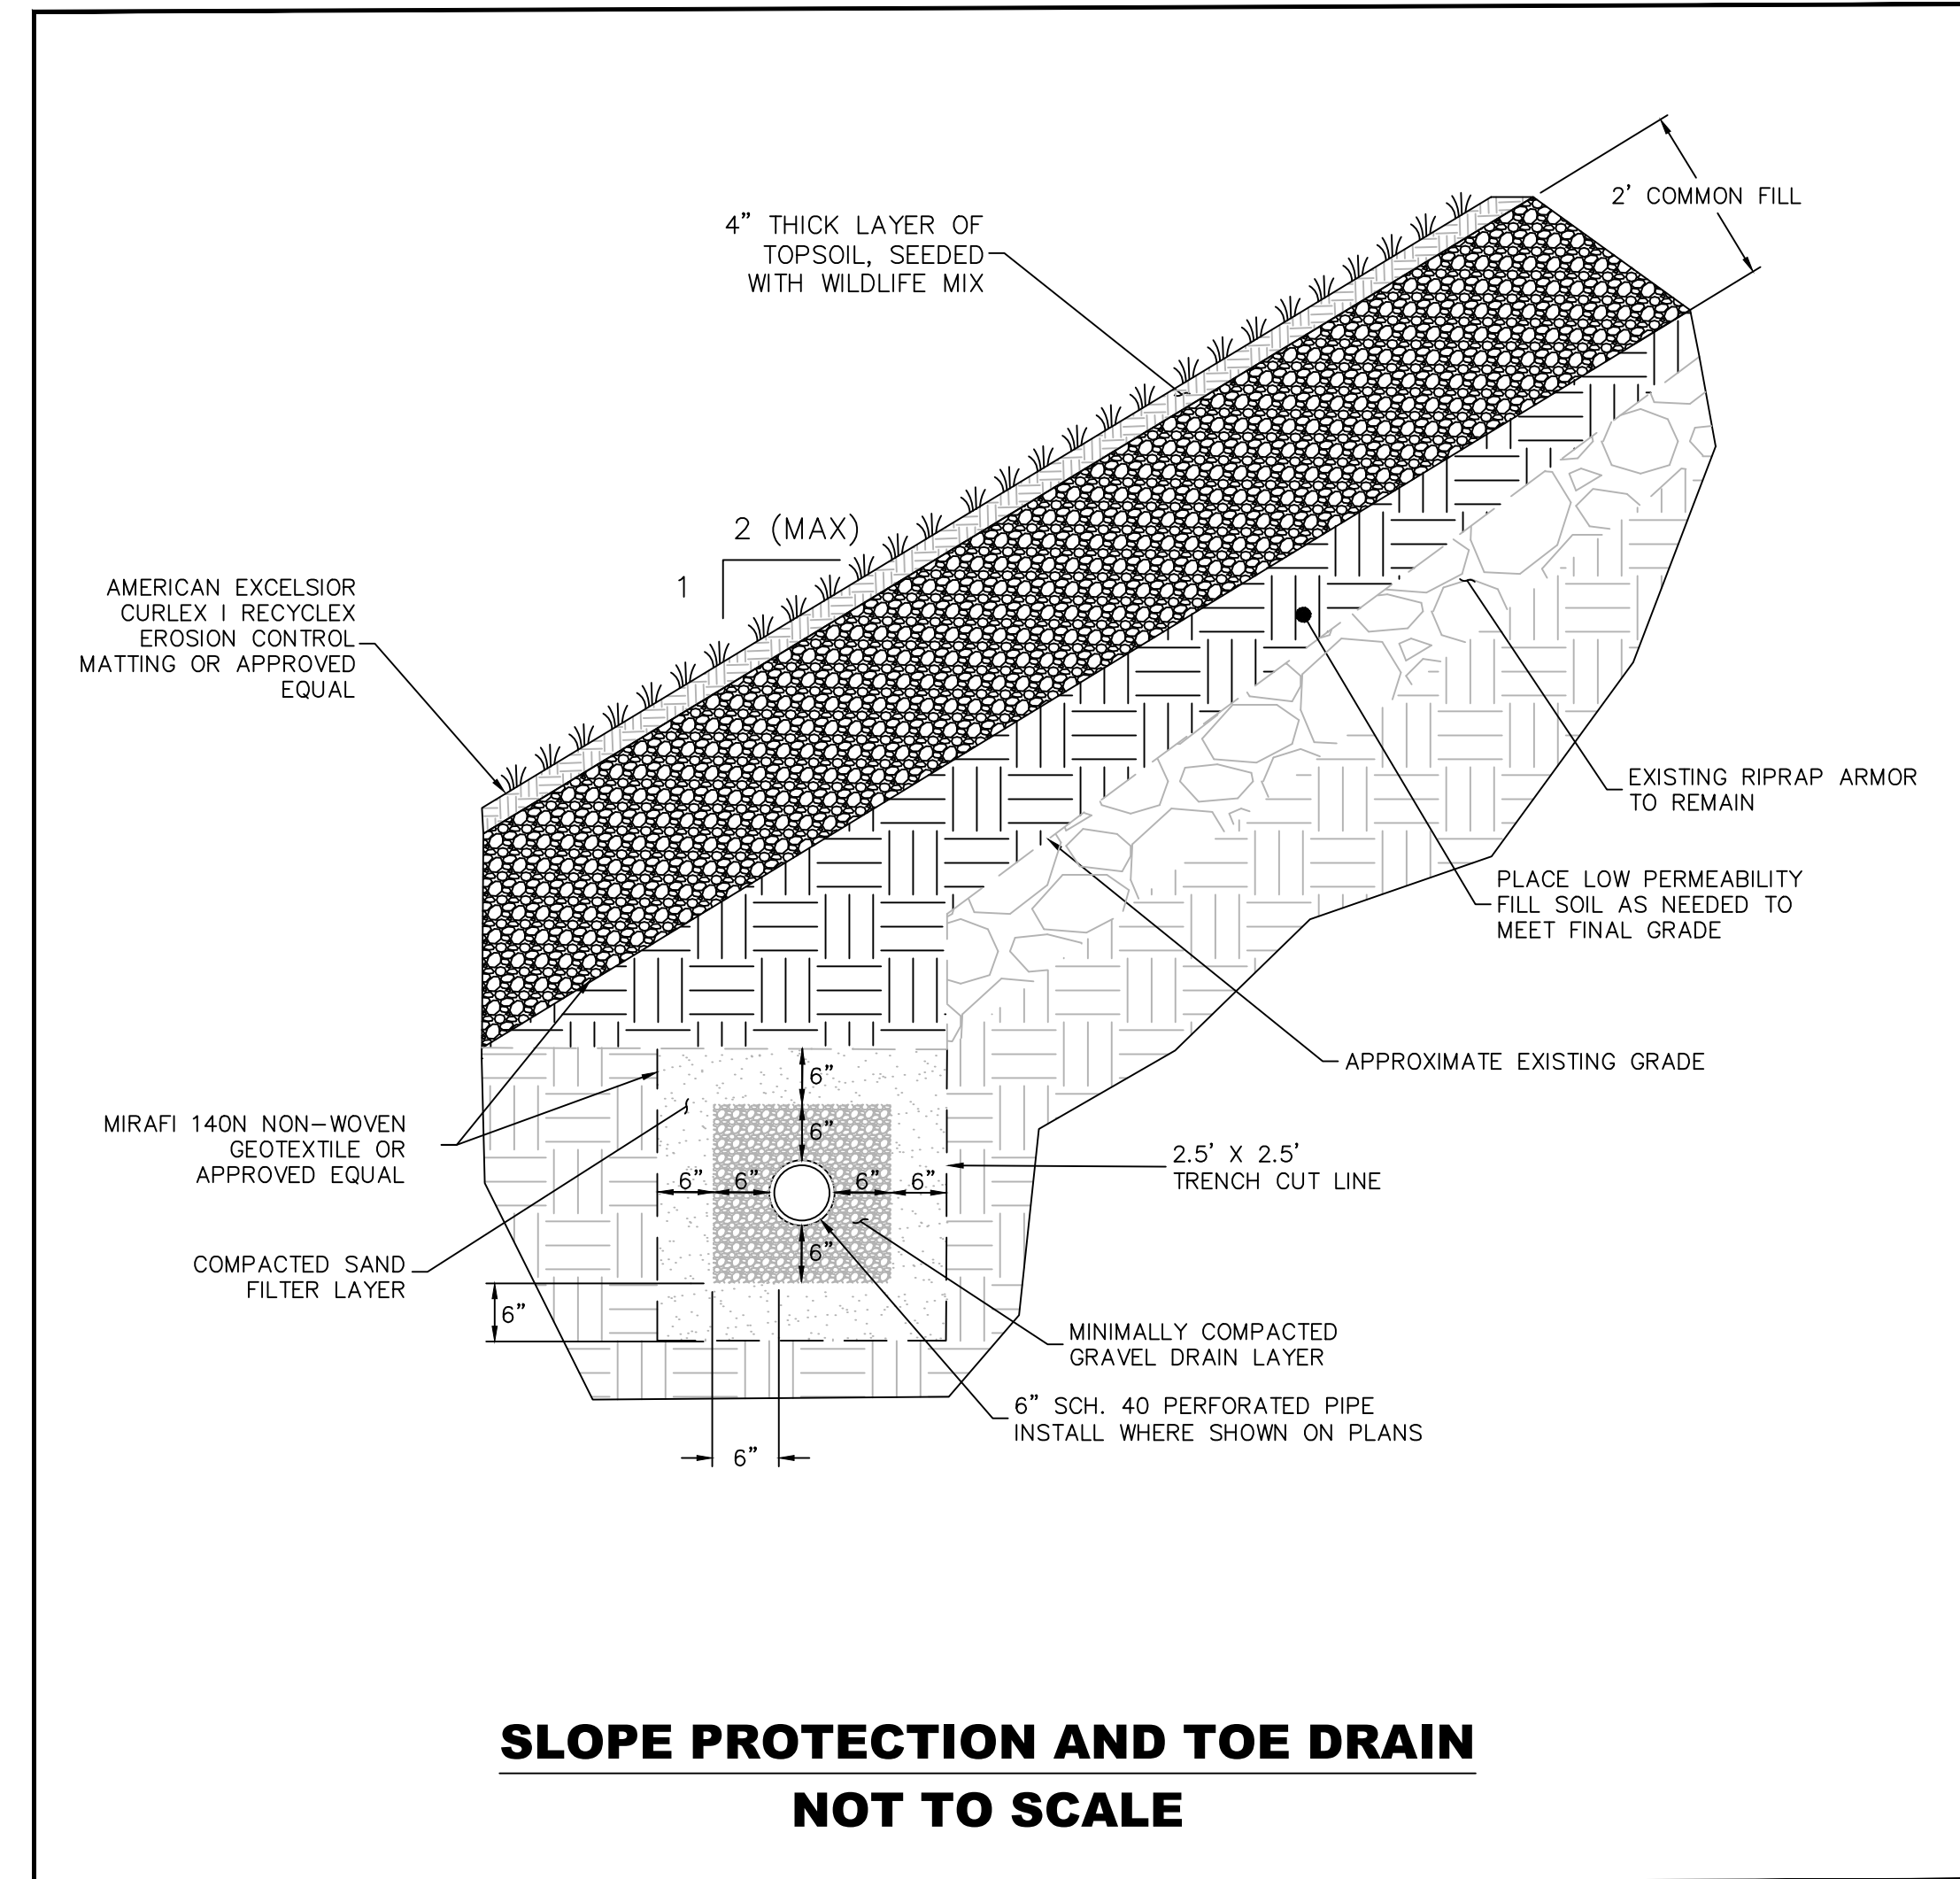 2' COMMON FILL
4" THICK LAYER OF
TOPSOIL, SEEDED
WITH WILDLIFE MIX
2 (MAX)
1
AMERICAN EXCELSIOR
CURLEX I RECYCLEX
EROSION CONTROL
MATTING OR APPROVED
EQUAL
EXISTING RIPRAP ARMOR
TO REMAIN
PLACE LOW PERMEABILITY
FILL SOIL AS NEEDED TO
MEET FINAL GRADE
APPROXIMATE EXISTING GRADE
MIRAFI 140N NON-WOVEN
GEOTEXTILE OR
APPROVED EQUAL
6"
6"
6" 6" 6" 6"
6"
2.5' X 2.5'
TRENCH CUT LINE
COMPACTED SAND
FILTER LAYER
6"
MINIMALLY COMPACTED
GRAVEL DRAIN LAYER
6" SCH. 40 PERFORATED PIPE
INSTALL WHERE SHOWN ON PLANS
6"
SLOPE PROTECTION AND TOE DRAIN
NOT TO SCALE